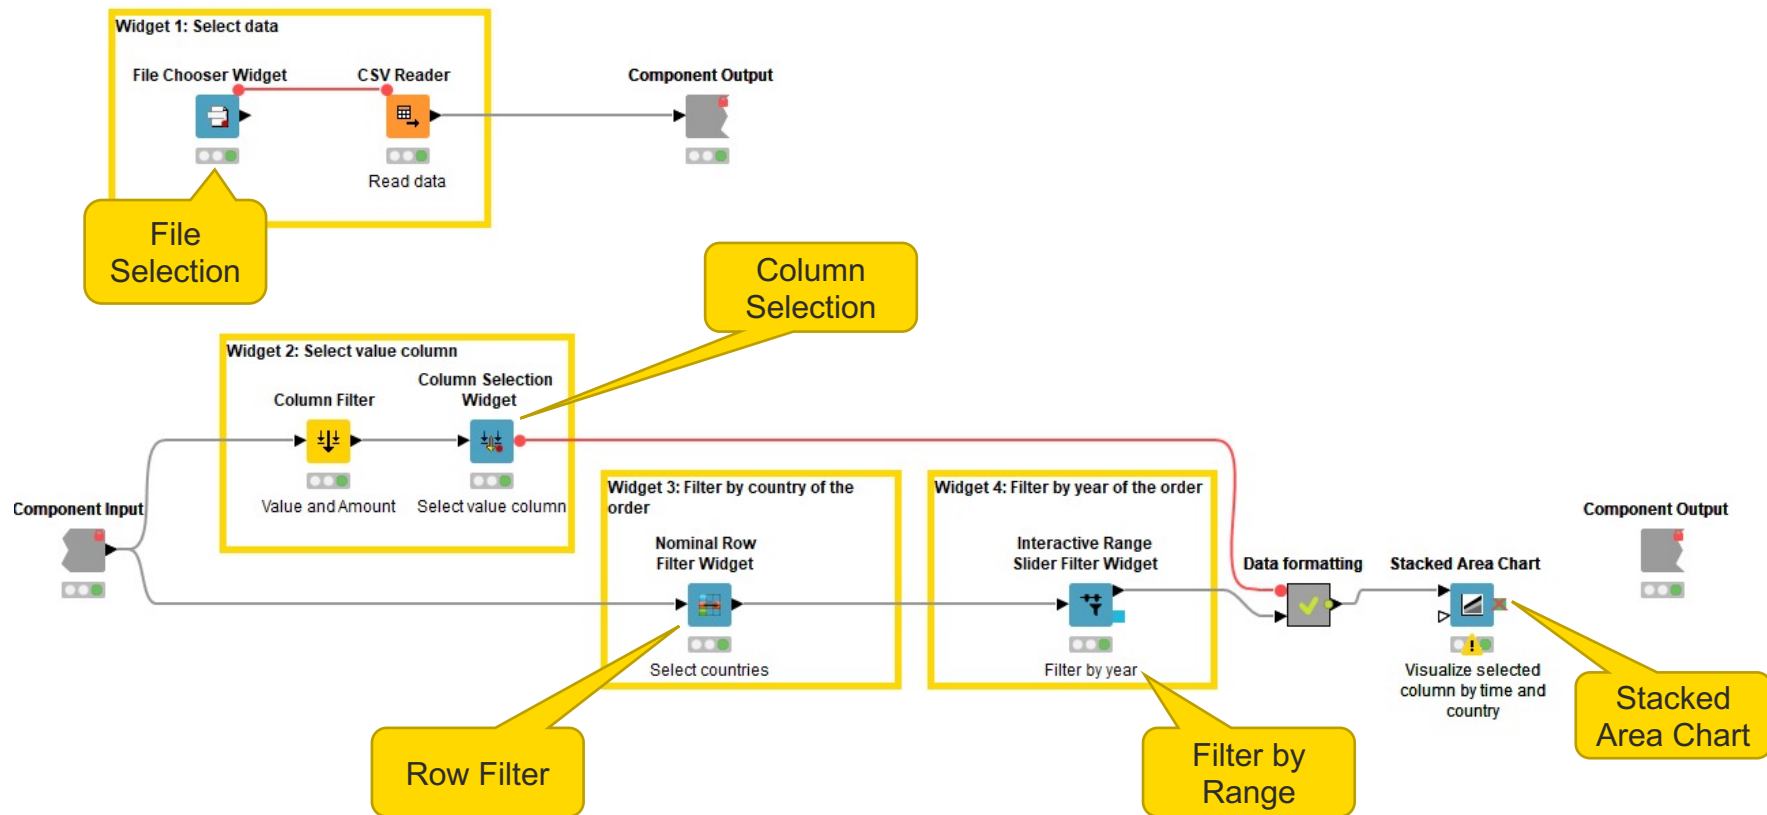 Widget 1: Select data
File Chooser Widget
CSV Reader
Component Output
Read data
File
Selection
Column
Selection
Widget 2: Select value column
Column Filter
Column Selection
Widget
Value and Amount
Select value column
Component Input
Widget 3: Filter by country of the
order
Nominal Row
Filter Widget
Select countries
Widget 4: Filter by year of the order
Interactive Range
Slider Filter Widget
Filter by year
Data formatting
Stacked Area Chart
Visualize selected
column by time and
country
Component Output
Row Filter
Filter by
Range
Stacked
Area Chart